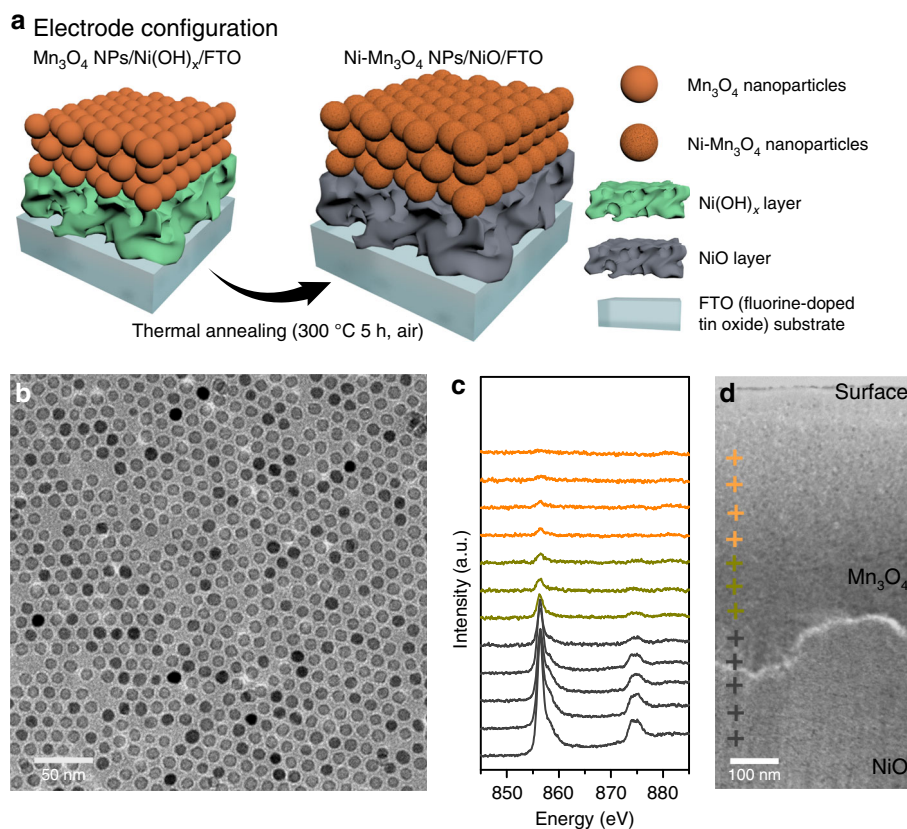 a Electrode configuration
Mn₃O₄ NPs/Ni(OH)ₓ/FTO
Ni-Mn₃O₄ NPs/NiO/FTO
Thermal annealing (300 °C 5 h, air)
Mn₃O₄ nanoparticles
Ni-Mn₃O₄ nanoparticles
Ni(OH)ₓ layer
NiO layer
FTO (fluorine-doped
tin oxide) substrate
b
50 nm
c
Intensity (a.u.)
850 860 870 880
Energy (eV)
d
Surface
Mn₃O₄
100 nm
NiO